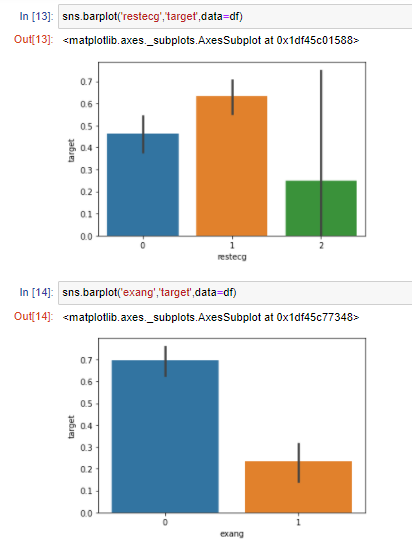 In [13]: sns.barplot('restecg','target',data=df)
Out[13]: <matplotlib.axes._subplots.AxesSubplot at 0x1df45c01588>
0.7
0.6
0.5
0.4
0.3
0.2
0.1
0.0
target
0 1 2
restecg
In [14]: sns.barplot('exang','target',data=df)
Out[14]: <matplotlib.axes._subplots.AxesSubplot at 0x1df45c77348>
0.7
0.6
0.5
0.4
0.3
0.2
0.1
0.0
target
0 1
exang